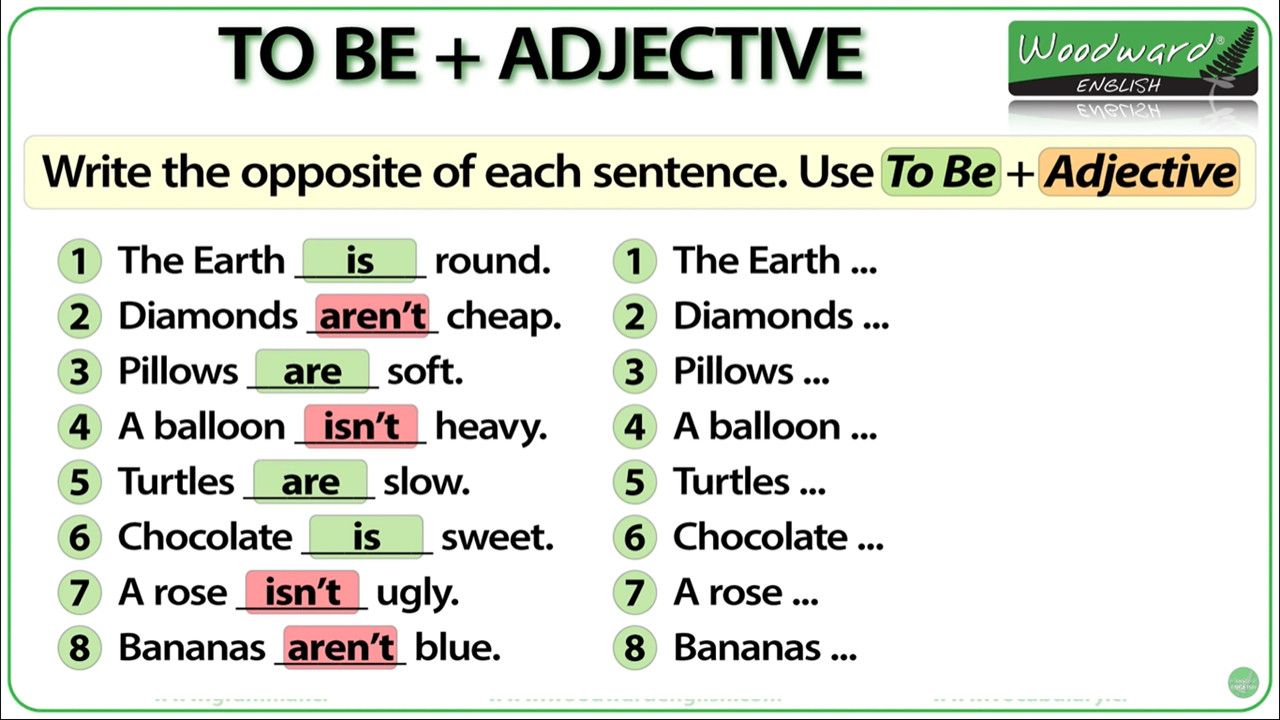 TO BE + ADJECTIVE
Woodward®
ENGLISH
Write the opposite of each sentence. Use To Be + Adjective
1 The Earth is round.
2 Diamonds aren't cheap.
3 Pillows are soft.
4 A balloon isn't heavy.
5 Turtles are slow.
6 Chocolate is sweet.
7 A rose isn't ugly.
8 Bananas aren't blue.
1 The Earth ...
2 Diamonds ...
3 Pillows ...
4 A balloon ...
5 Turtles ...
6 Chocolate ...
7 A rose ...
8 Bananas ...